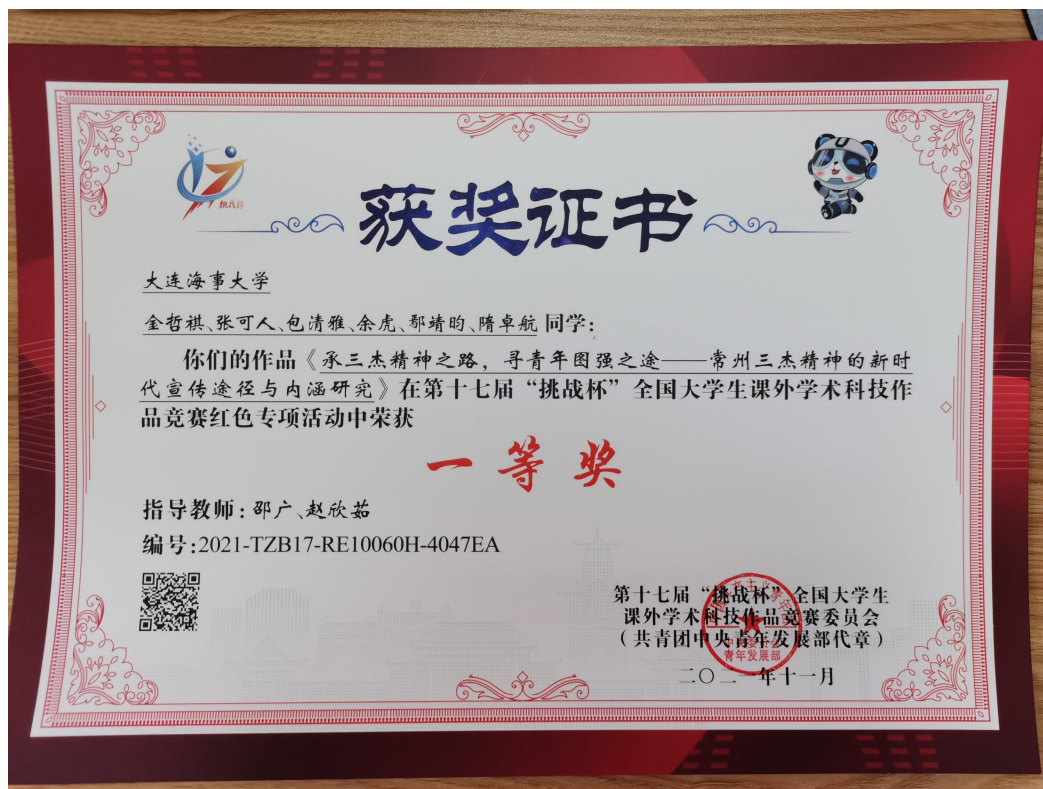 挑战杯
获奖证书
大连海事大学
金哲祺、张可人、包清雅、余虎、鄢靖昀、隋卓航 同学:
你们的作品《承三杰精神之路，寻青年图强之途——常州三杰精神的新时
代宣传途径与内涵研究》在第十七届“挑战杯”全国大学生课外学术科技作
品竞赛红色专项活动中荣获
一等奖
指导教师:邵广、赵欣茹
编号:2021-TZB17-RE10060H-4047EA
第十七届“挑战杯”全国大学生
课外学术科技作品竞赛委员会
(共青团中央青年发展部代章)
青年发展部
二〇二一年十一月